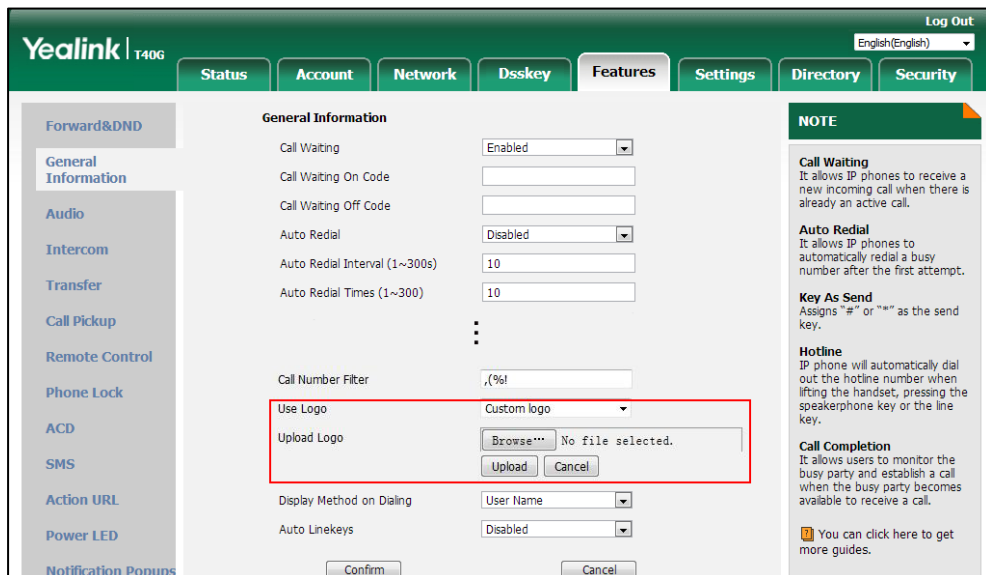 Log Out
Yealink T40G
English(English)
Status Account Network Dsskey Features Settings Directory Security
Forward&DND
General
Information
Audio
Intercom
Transfer
Call Pickup
Remote Control
Phone Lock
ACD
SMS
Action URL
Power LED
Notification Popups
General Information
Call Waiting Enabled
Call Waiting On Code
Call Waiting Off Code
Auto Redial Disabled
Auto Redial Interval (1~300s) 10
Auto Redial Times (1~300) 10
Call Number Filter ,(%!
Use Logo Custom logo
Upload Logo Browse… No file selected.
Upload Cancel
Display Method on Dialing User Name
Auto Linekeys Disabled
Confirm Cancel
NOTE
Call Waiting
It allows IP phones to receive a
new incoming call when there is
already an active call.
Auto Redial
It allows IP phones to
automatically redial a busy
number after the first attempt.
Key As Send
Assigns "#" or "*" as the send
key.
Hotline
IP phone will automatically dial
out the hotline number when
lifting the handset, pressing the
speakerphone key or the line
key.
Call Completion
It allows users to monitor the
busy party and establish a call
when the busy party becomes
available to receive a call.
? You can click here to get
more guides.